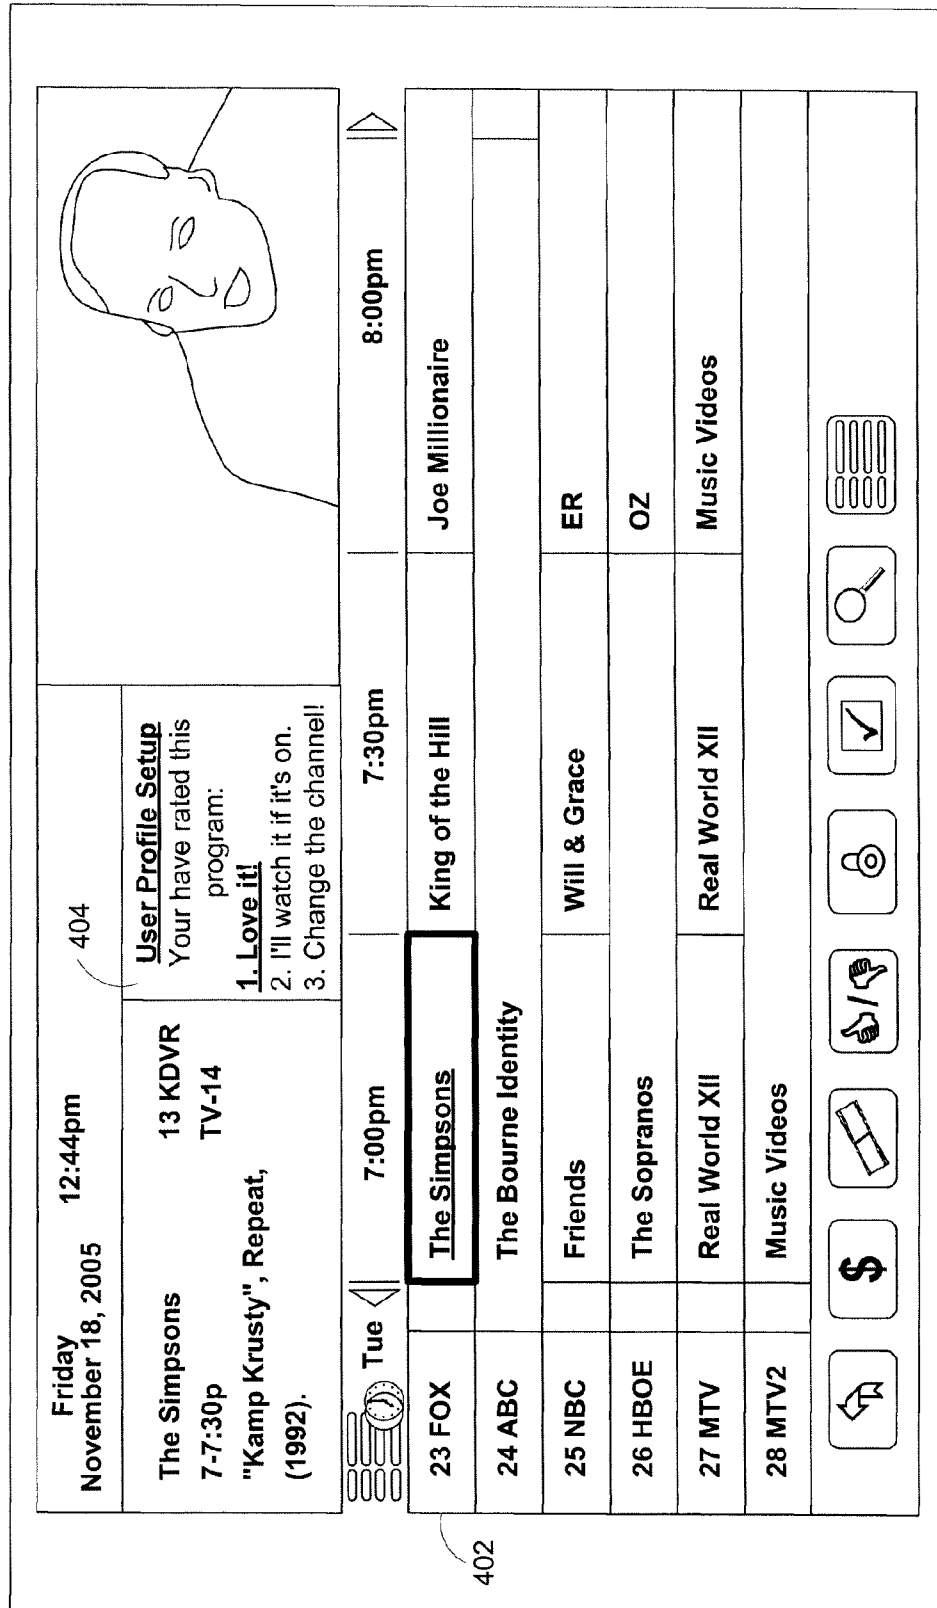 Friday
November 18, 2005 12:44pm
404
The Simpsons 13 KDVR
7-7:30p TV-14
"Kamp Krusty", Repeat,
(1992).
User Profile Setup
Your have rated this
program:
1. Love it!
2. I'll watch it if it's on.
3. Change the channel!
Tue 7:00pm 7:30pm 8:00pm
402
23 FOX The Simpsons King of the Hill Joe Millionaire
24 ABC The Bourne Identity
25 NBC Friends Will & Grace ER
26 HBOE The Sopranos OZ
27 MTV Real World XII Real World XII Music Videos
28 MTV2 Music Videos
$
/